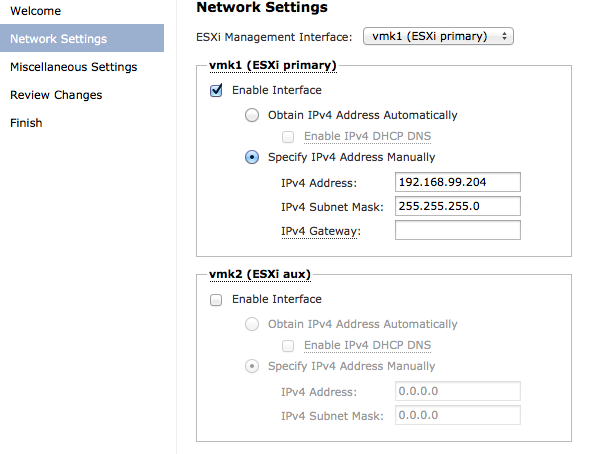 Welcome
Network Settings
Miscellaneous Settings
Review Changes
Finish
Network Settings
ESXi Management Interface: vmk1 (ESXi primary)
vmk1 (ESXi primary)
Enable Interface
Obtain IPv4 Address Automatically
Enable IPv4 DHCP DNS
Specify IPv4 Address Manually
IPv4 Address: 192.168.99.204
IPv4 Subnet Mask: 255.255.255.0
IPv4 Gateway:
vmk2 (ESXi aux)
Enable Interface
Obtain IPv4 Address Automatically
Enable IPv4 DHCP DNS
Specify IPv4 Address Manually
IPv4 Address: 0.0.0.0
IPv4 Subnet Mask: 0.0.0.0